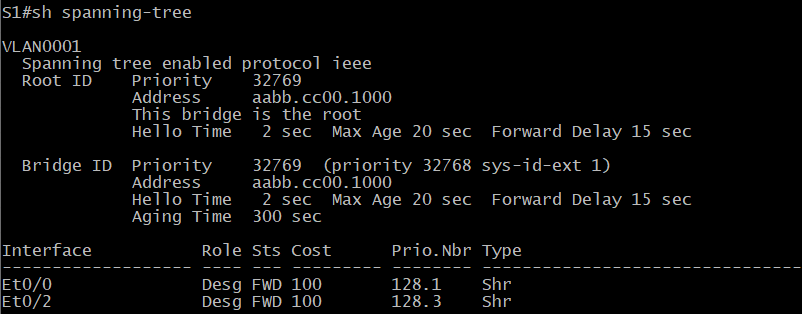 S1#sh spanning-tree
VLAN0001
  Spanning tree enabled protocol ieee
  Root ID    Priority    32769
             Address     aabb.cc00.1000
             This bridge is the root
             Hello Time   2 sec  Max Age 20 sec  Forward Delay 15 sec
  Bridge ID  Priority    32769  (priority 32768 sys-id-ext 1)
             Address     aabb.cc00.1000
             Hello Time   2 sec  Max Age 20 sec  Forward Delay 15 sec
             Aging Time  300 sec
Interface           Role Sts Cost      Prio.Nbr Type
------------------- ---- --- --------- -------- --------------------------------
Et0/0               Desg FWD 100       128.1    Shr
Et0/2               Desg FWD 100       128.3    Shr